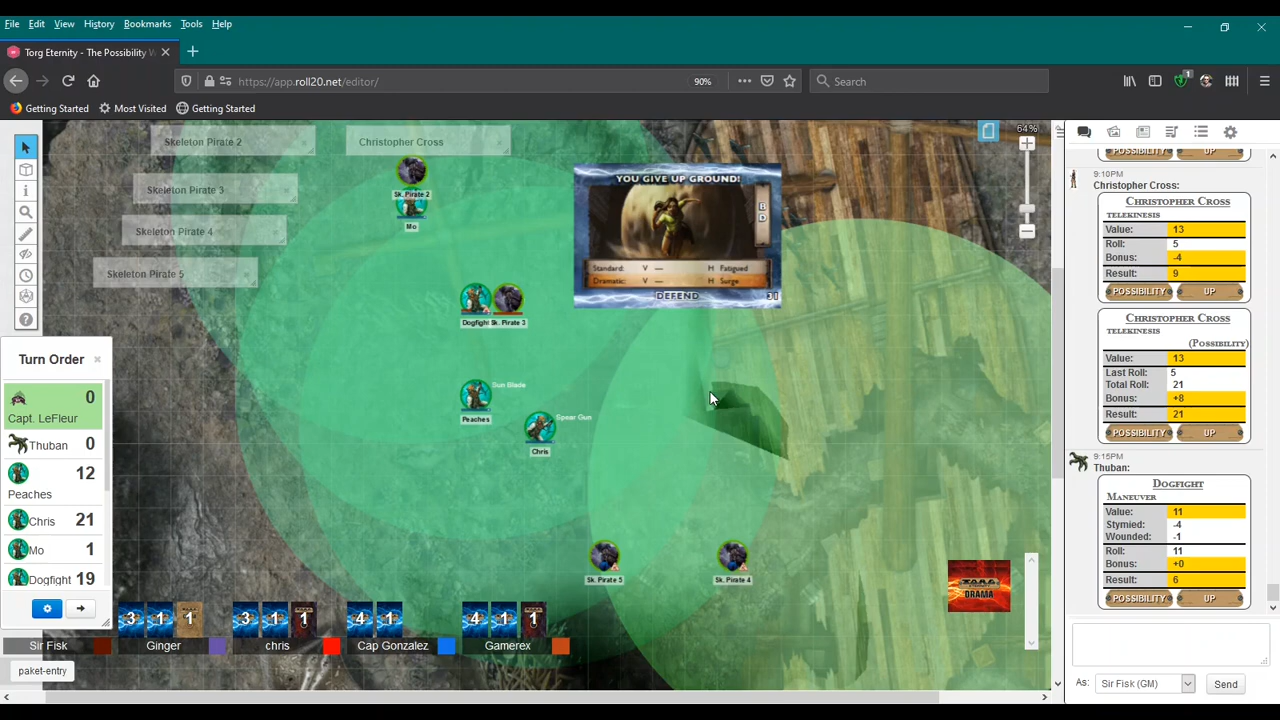 File Edit View History Bookmarks Tools Help
Torg Eternity - The Possibility W
https://app.roll20.net/editor/
90%
Search
1
Getting Started Most Visited Getting Started
64%
Skeleton Pirate 2
Christopher Cross
Skeleton Pirate 3
Skeleton Pirate 4
Skeleton Pirate 5
Sk. Pirate 2
Mo
YOU GIVE UP GROUND!
Standard: V — H Fatigued
Dramatic: V — H Surge
DEFEND
Dogfight Sk. Pirate 3
Sun Blade
Peaches
Spear Gun
Chris
Sk. Pirate 5
Sk. Pirate 4
TORG
ETERNITY
DRAMA
Turn Order
Capt. LeFleur 0
Thuban 0
Peaches 12
Chris 21
Mo 1
Dogfight 19
3 1 1
3 1 1
4 1
4 1 1
Sir Fisk
Ginger
chris
Cap Gonzalez
Gamerex
paket-entry
POSSIBILITY UP
9:10PM
Christopher Cross:
CHRISTOPHER CROSS
TELEKINESIS
Value: 13
Roll: 5
Bonus: -4
Result: 9
POSSIBILITY UP
CHRISTOPHER CROSS
TELEKINESIS
(POSSIBILITY)
Value: 13
Last Roll: 5
Total Roll: 21
Bonus: +8
Result: 21
POSSIBILITY UP
9:15PM
Thuban:
DOGFIGHT
MANEUVER
Value: 11
Stymied: -4
Wounded: -1
Roll: 11
Bonus: +0
Result: 6
POSSIBILITY UP
As: Sir Fisk (GM) Send